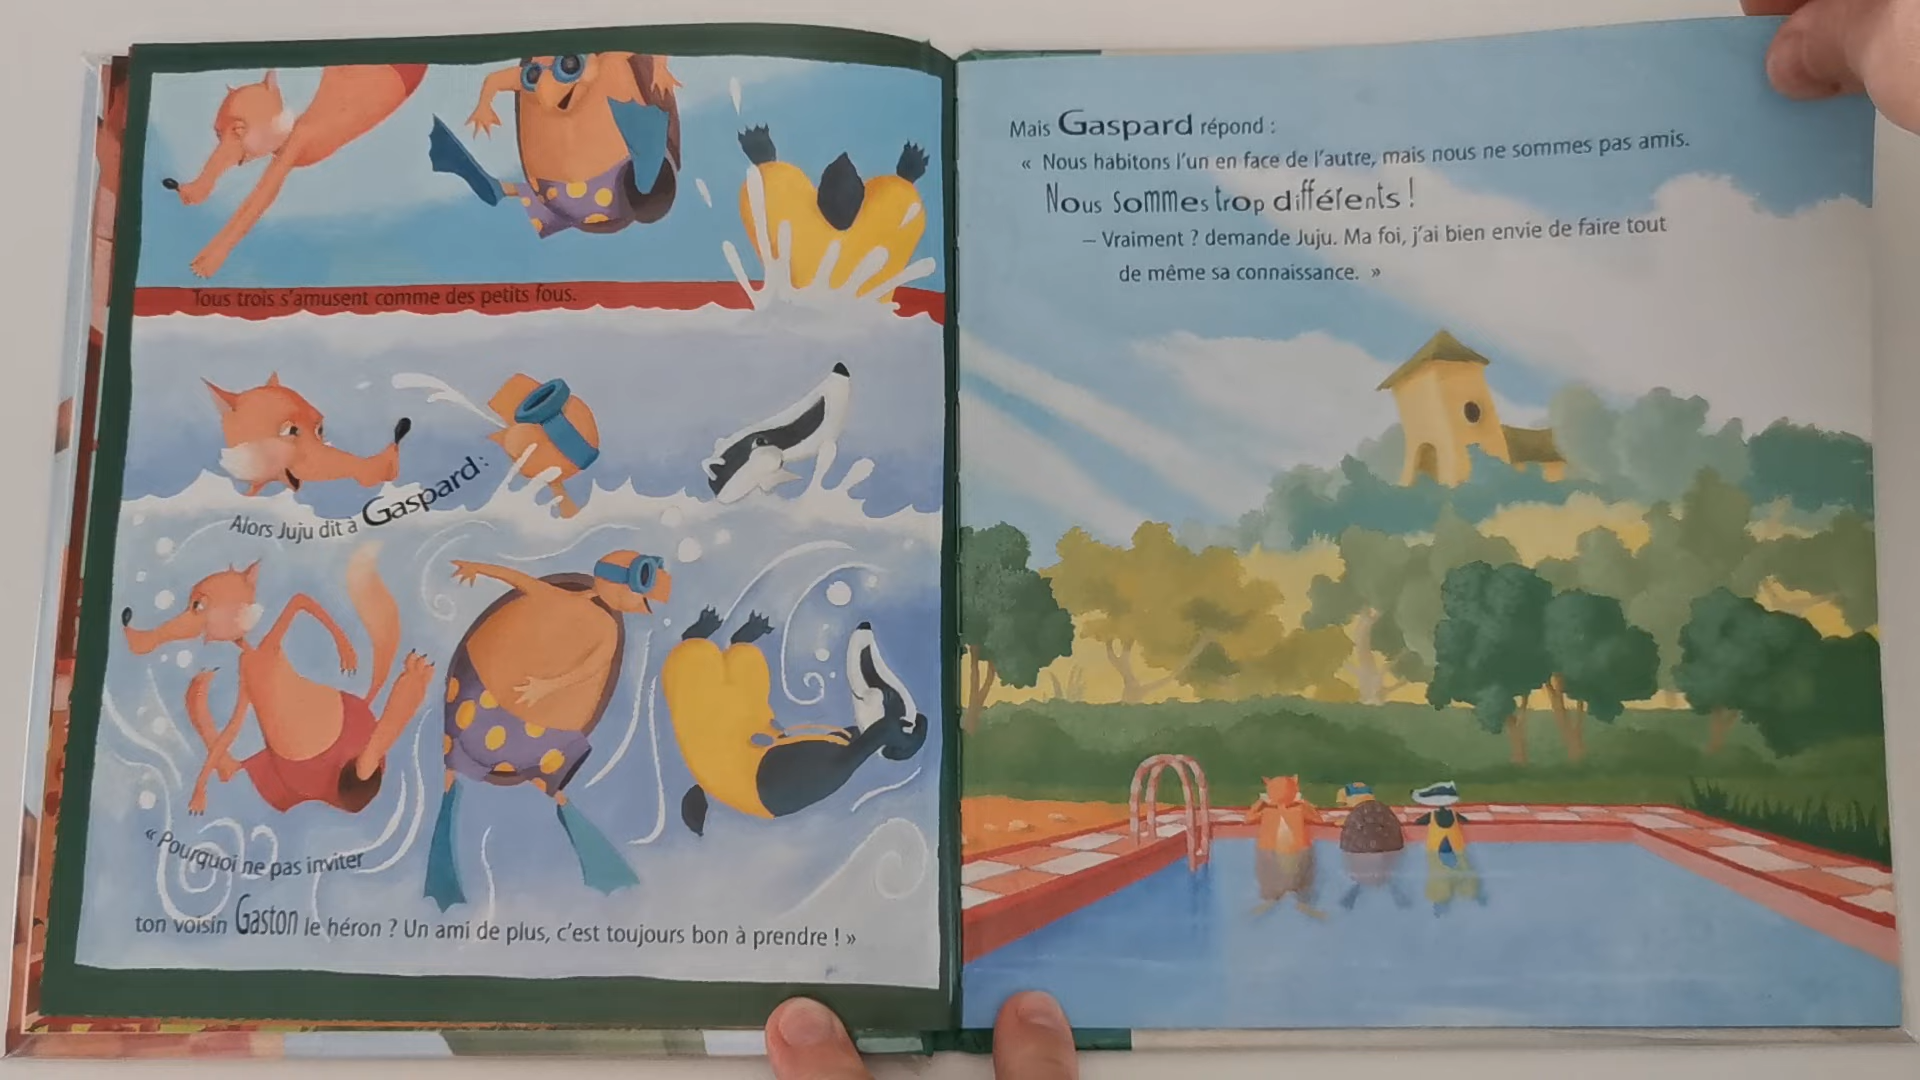 Tous trois s'amusent comme des petits fous.
Alors Juju dit à Gaspard :
« Pourquoi ne pas inviter
ton voisin Gaston le héron ? Un ami de plus, c'est toujours bon à prendre ! »
Mais Gaspard répond :
« Nous habitons l'un en face de l'autre, mais nous ne sommes pas amis.
Nous sommes trop différents !
– Vraiment ? demande Juju. Ma foi, j'ai bien envie de faire tout
de même sa connaissance. »